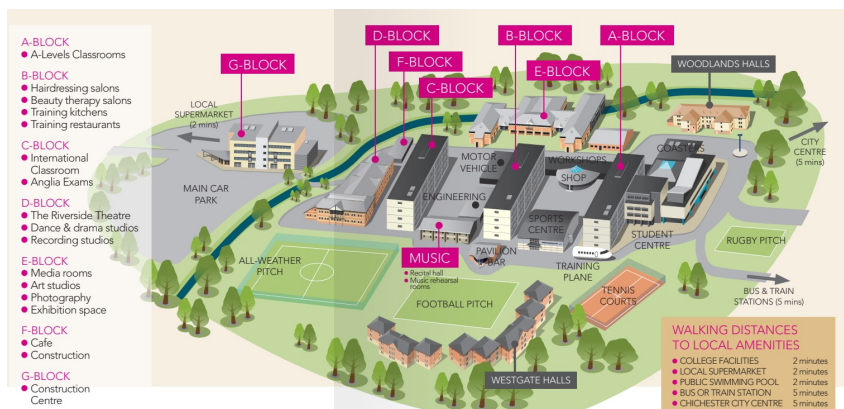 A-BLOCK
A-Levels Classrooms
B-BLOCK
Hairdressing salons
Beauty therapy salons
Training kitchens
Training restaurants
C-BLOCK
International
Classroom
Anglia Exams
D-BLOCK
The Riverside Theatre
Dance & drama studios
Recording studios
E-BLOCK
Media rooms
Art studios
Photography
Exhibition space
F-BLOCK
Cafe
Construction
G-BLOCK
Construction
Centre
D-BLOCK
B-BLOCK
A-BLOCK
G-BLOCK
F-BLOCK
E-BLOCK
C-BLOCK
WOODLANDS HALLS
LOCAL
SUPERMARKET
(2 mins)
CITY
CENTRE
(5 mins)
MAIN CAR
PARK
MOTOR
VEHICLE
WORKSHOPS
SHOP
COASTERS
ENGINEERING
SPORTS
CENTRE
STUDENT
CENTRE
RUGBY PITCH
MUSIC
Recital hall
Music rehearsal
rooms
PAVILION
BAR
TRAINING
PLANE
ALL-WEATHER
PITCH
FOOTBALL PITCH
TENNIS
COURTS
BUS & TRAIN
STATIONS (5 mins)
WESTGATE HALLS
WALKING DISTANCES
TO LOCAL AMENITIES
COLLEGE FACILITIES 2 minutes
LOCAL SUPERMARKET 2 minutes
PUBLIC SWIMMING POOL 2 minutes
BUS OR TRAIN STATION 5 minutes
CHICHESTER CITY CENTRE 5 minutes